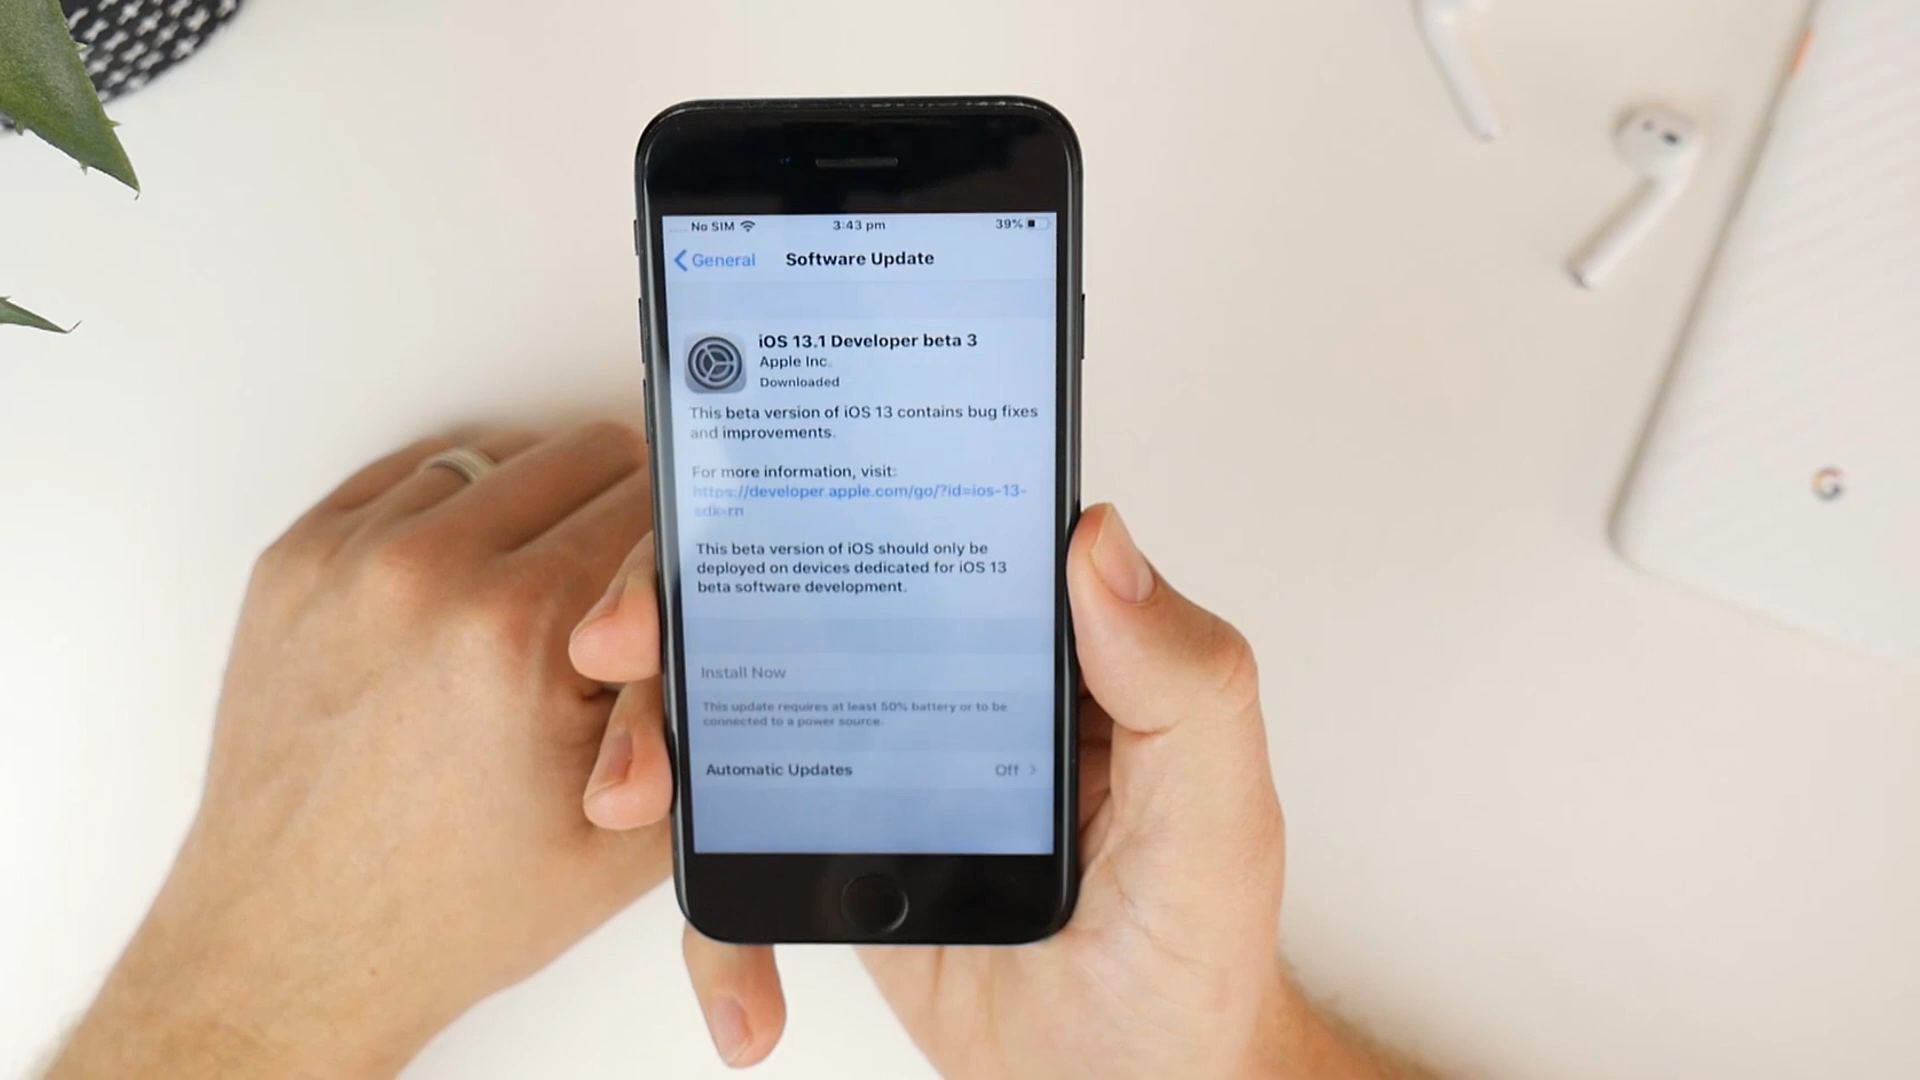 No SIM 3:43 pm 39%
General Software Update
iOS 13.1 Developer beta 3
Apple Inc.
Downloaded
This beta version of iOS 13 contains bug fixes
and improvements.
For more information, visit:
https://developer.apple.com/go/?id=ios-13-
sdk-rn
This beta version of iOS should only be
deployed on devices dedicated for iOS 13
beta software development.
Install Now
This update requires at least 50% battery or to be
connected to a power source.
Automatic Updates Off
G